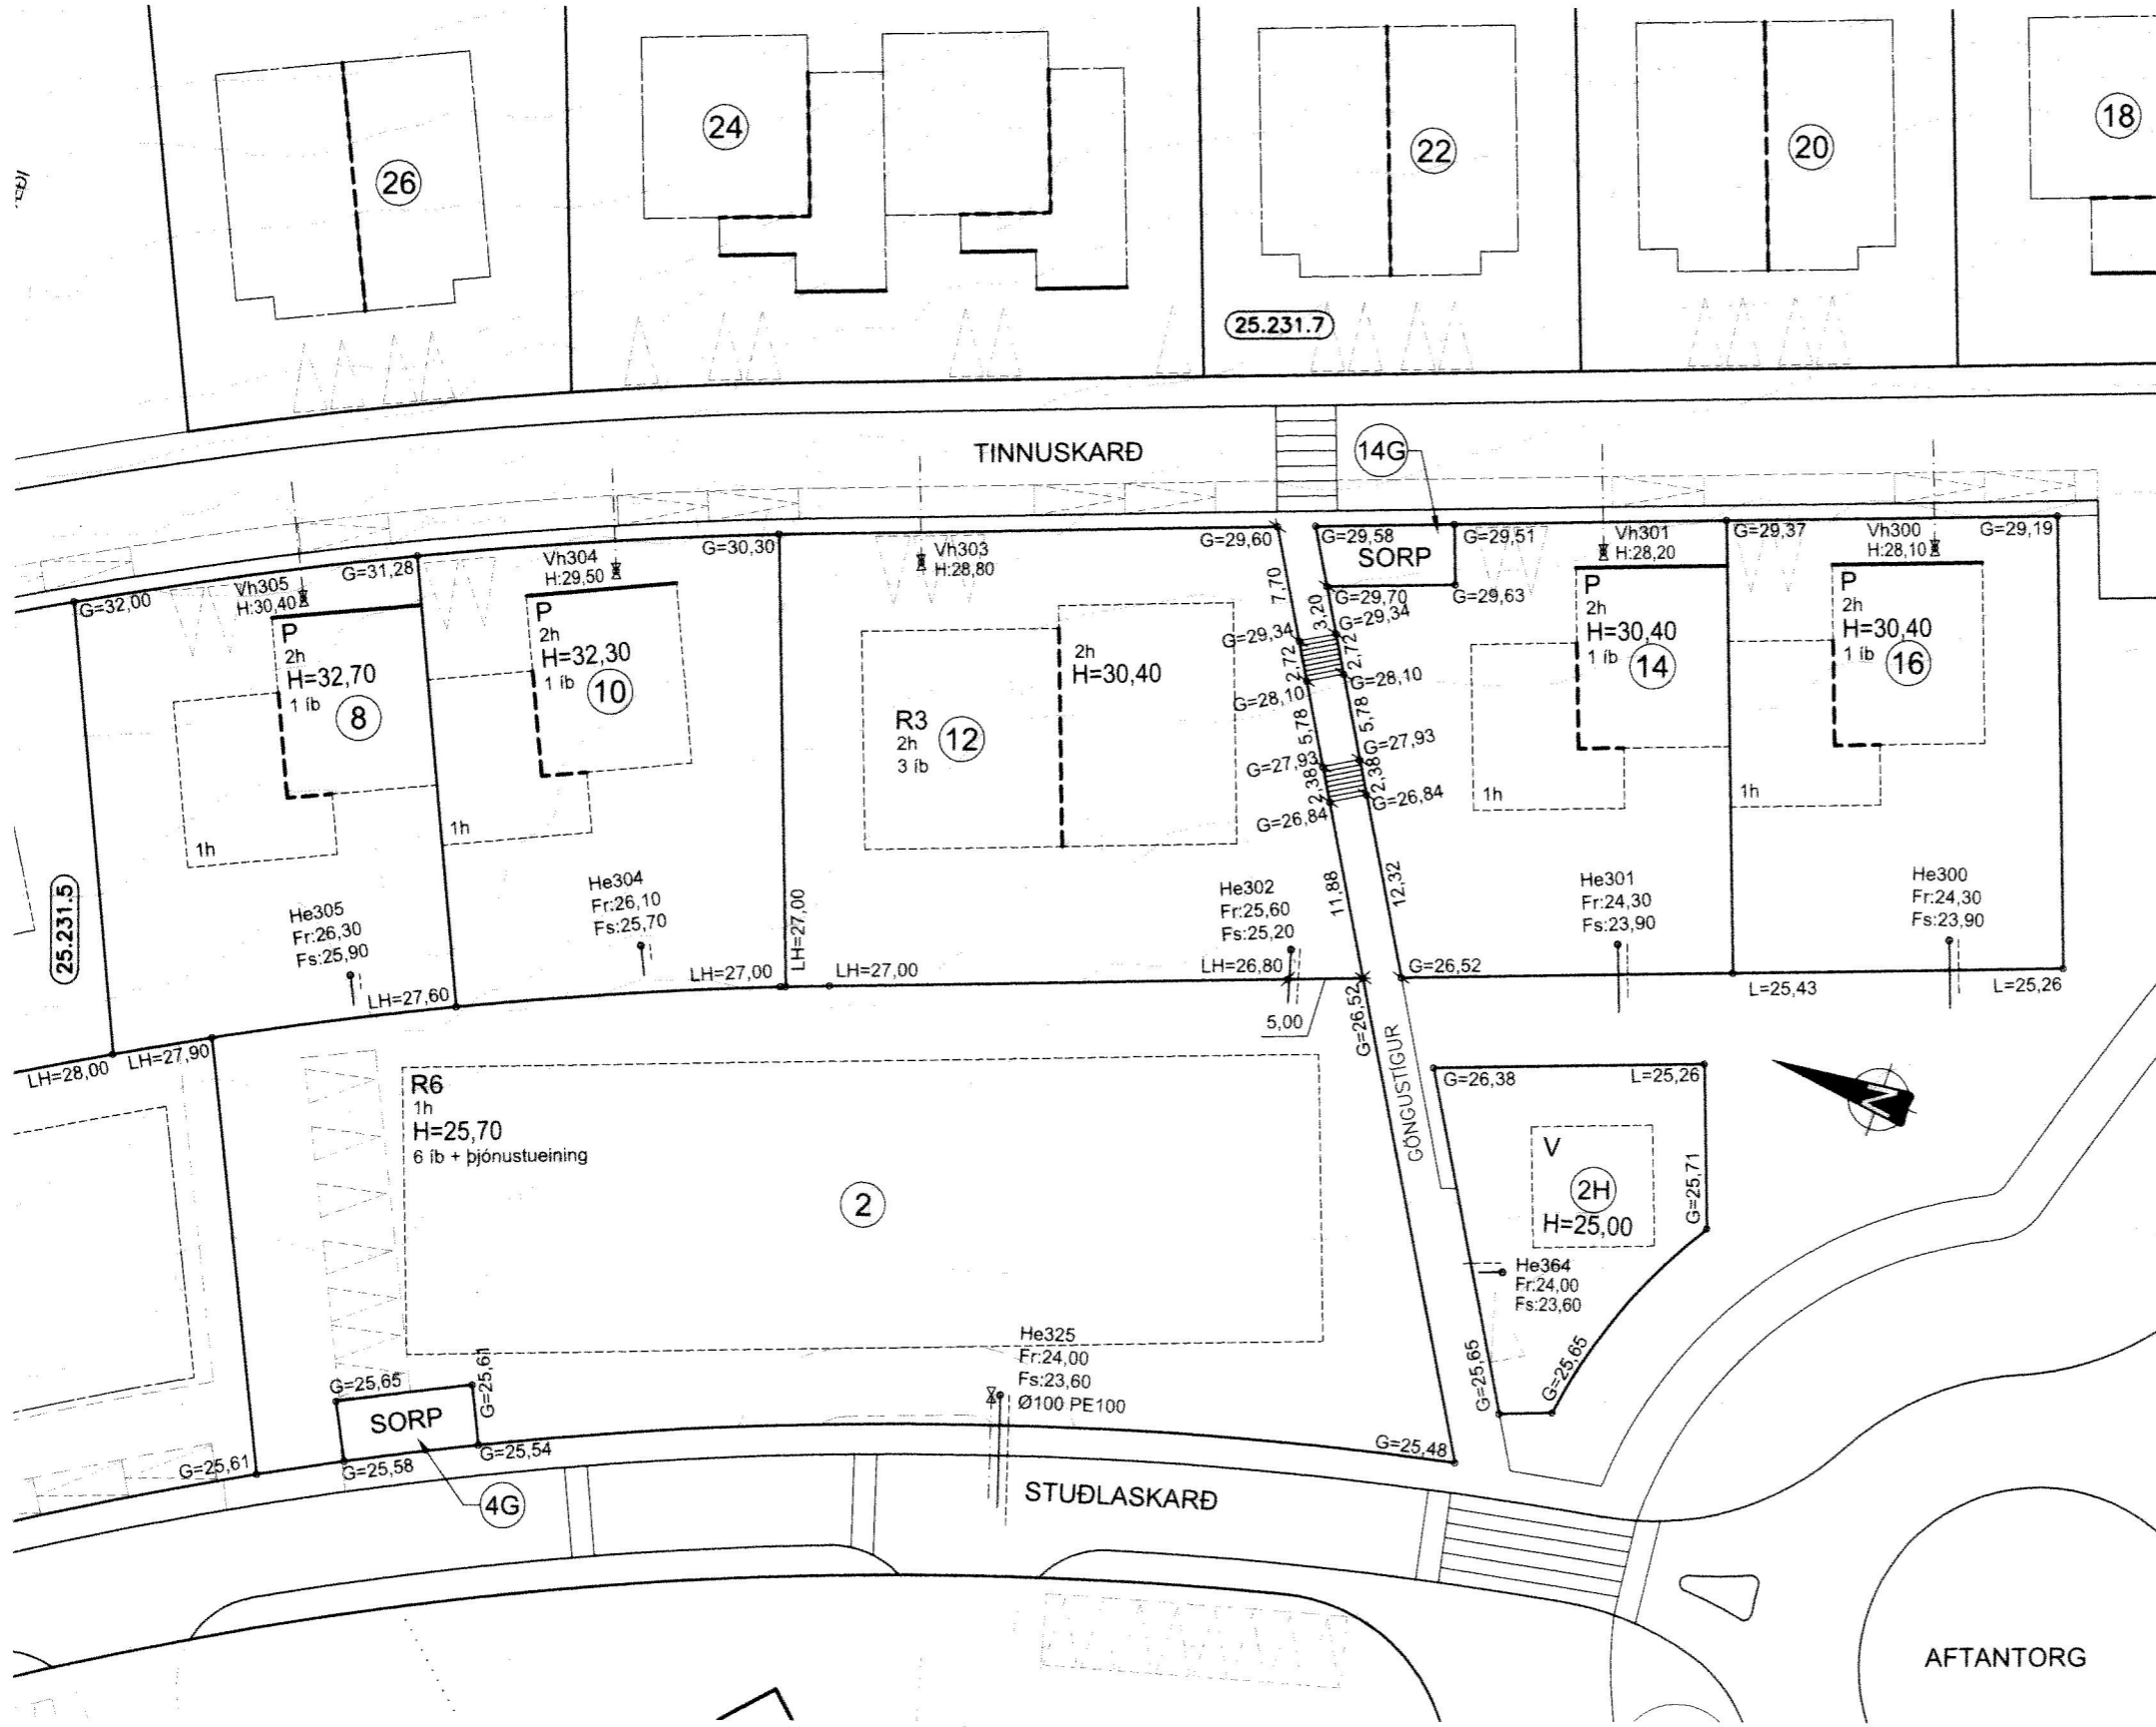 26
24
22
20
18
25.231.7
TINNUSKARÐ
14G
G=32,00
Vh305
H:30,40
G=31,28
Vh304
H:29,50
G=30,30
Vh303
H:28,80
G=29,60
G=29,58
SORP
G=29,51
Vh301
H:28,20
G=29,37
Vh300
H:28,10
G=29,19
G=29,70
G=29,63
7,70
3,20
G=29,34
G=29,34
2,72
2,72
G=28,10
G=28,10
5,78
5,78
G=27,93
G=27,93
2,38
2,38
G=26,84
G=26,84
11,88
12,32
P
2h
H=32,70
1 íb
8
1h
P
2h
H=32,30
1 íb
10
1h
R3
2h
3 íb
12
2h
H=30,40
P
2h
H=30,40
1 íb
14
1h
P
2h
H=30,40
1 íb
16
1h
25.231.5
He305
Fr:26,30
Fs:25,90
He304
Fr:26,10
Fs:25,70
He302
Fr:25,60
Fs:25,20
He301
Fr:24,30
Fs:23,90
He300
Fr:24,30
Fs:23,90
LH=28,00
LH=27,90
LH=27,60
LH=27,00
LH=27,00
LH=27,00
LH=26,80
G=26,52
G=26,52
L=25,43
L=25,26
5,00
GÖNGUSTÍGUR
R6
1h
H=25,70
6 íb + þjónustueining
2
G=26,38
L=25,26
V
2H
H=25,00
G=25,71
N
He364
Fr:24,00
Fs:23,60
G=25,65
G=25,65
He325
Fr:24,00
Fs:23,60
Ø100 PE100
G=25,65
G=25,61
SORP
G=25,61
G=25,58
G=25,54
G=25,48
4G
STUÐLASKARÐ
AFTANTORG